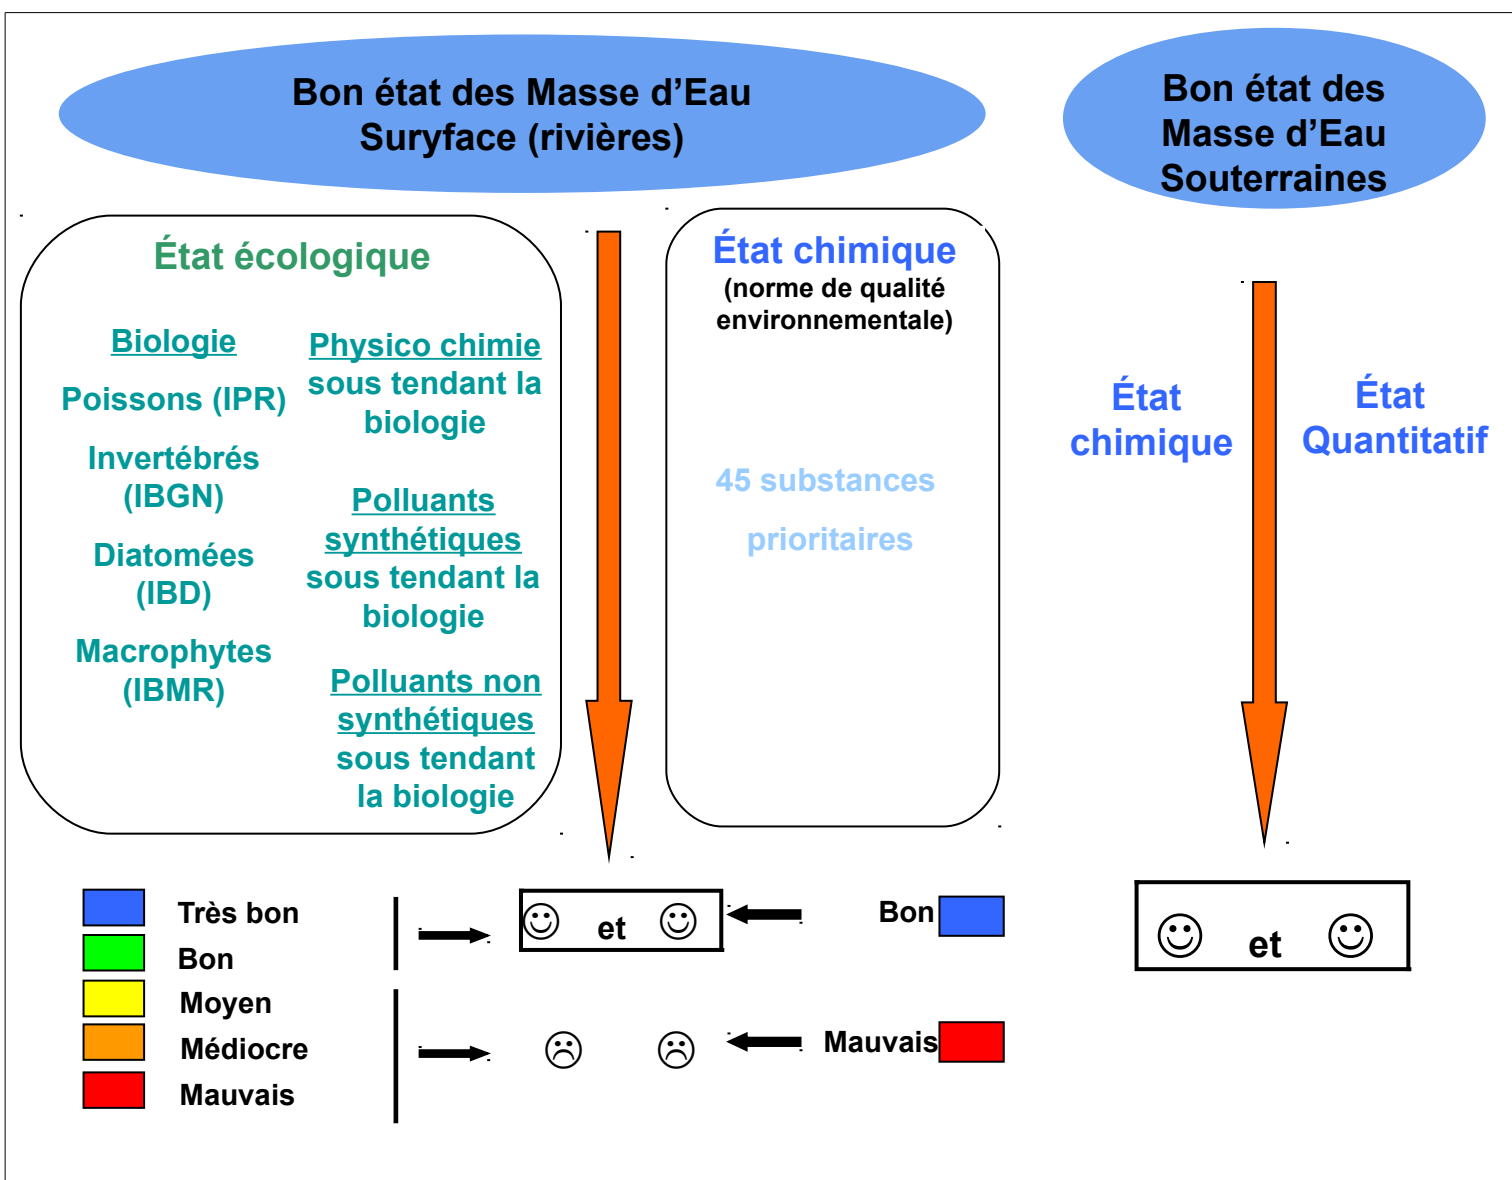 Bon état des Masse d’Eau
Suryface (rivières)
Bon état des
Masse d’Eau
Souterraines
État écologique
Biologie
Poissons (IPR)
Invertébrés
(IBGN)
Diatomées
(IBD)
Macrophytes
(IBMR)
Physico chimie
sous tendant la
biologie
Polluants
synthétiques
sous tendant la
biologie
Polluants non
synthétiques
sous tendant
la biologie
État chimique
(norme de qualité
environnementale)
45 substances
prioritaires
État
chimique
État
Quantitatif
Très bon
Bon
Moyen
Médiocre
Mauvais
et
Bon
Mauvais
et